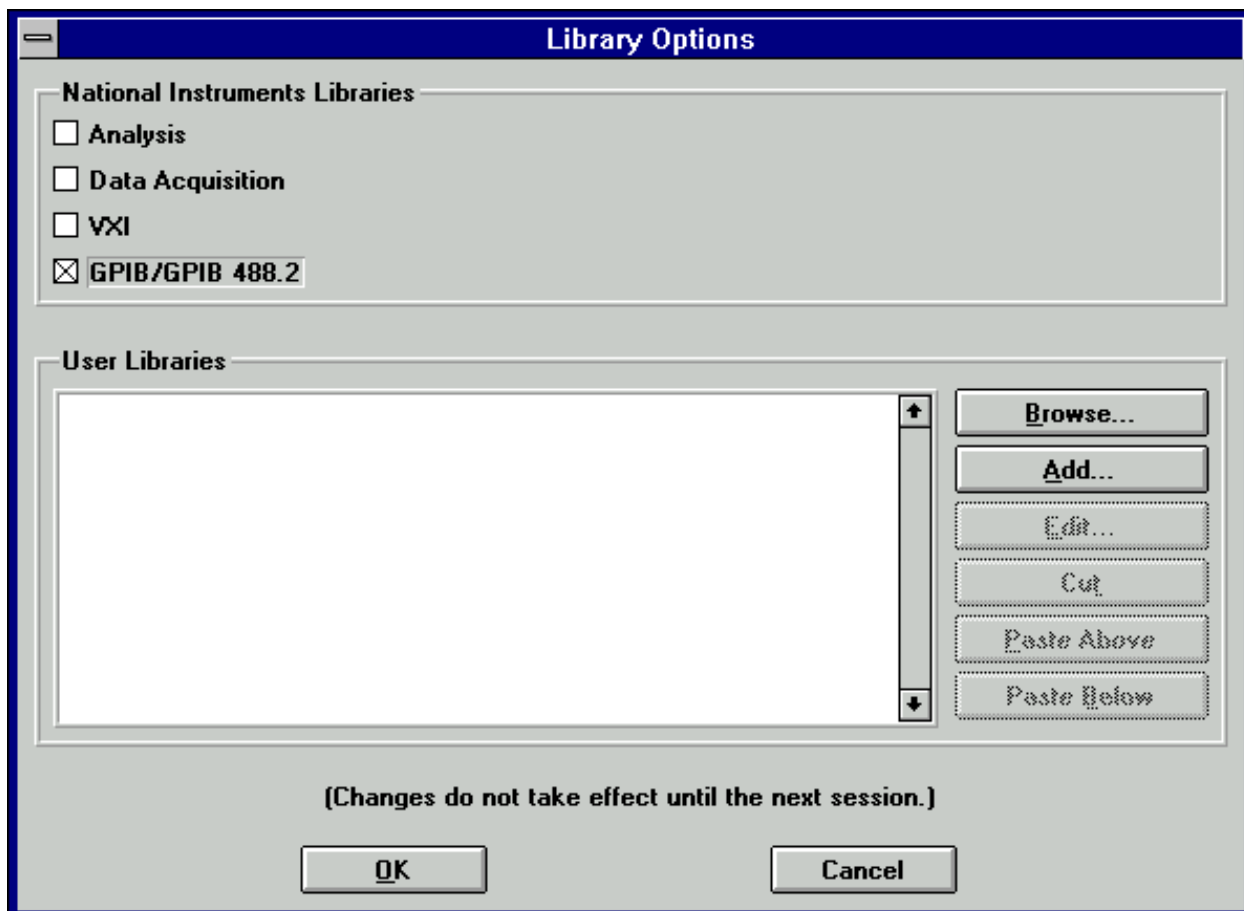 Library Options
National Instruments Libraries
Analysis
Data Acquisition
VXI
GPIB/GPIB 488.2
User Libraries
Browse...
Add...
Edit...
Cut
Paste Above
Paste Below
(Changes do not take effect until the next session.)
OK
Cancel